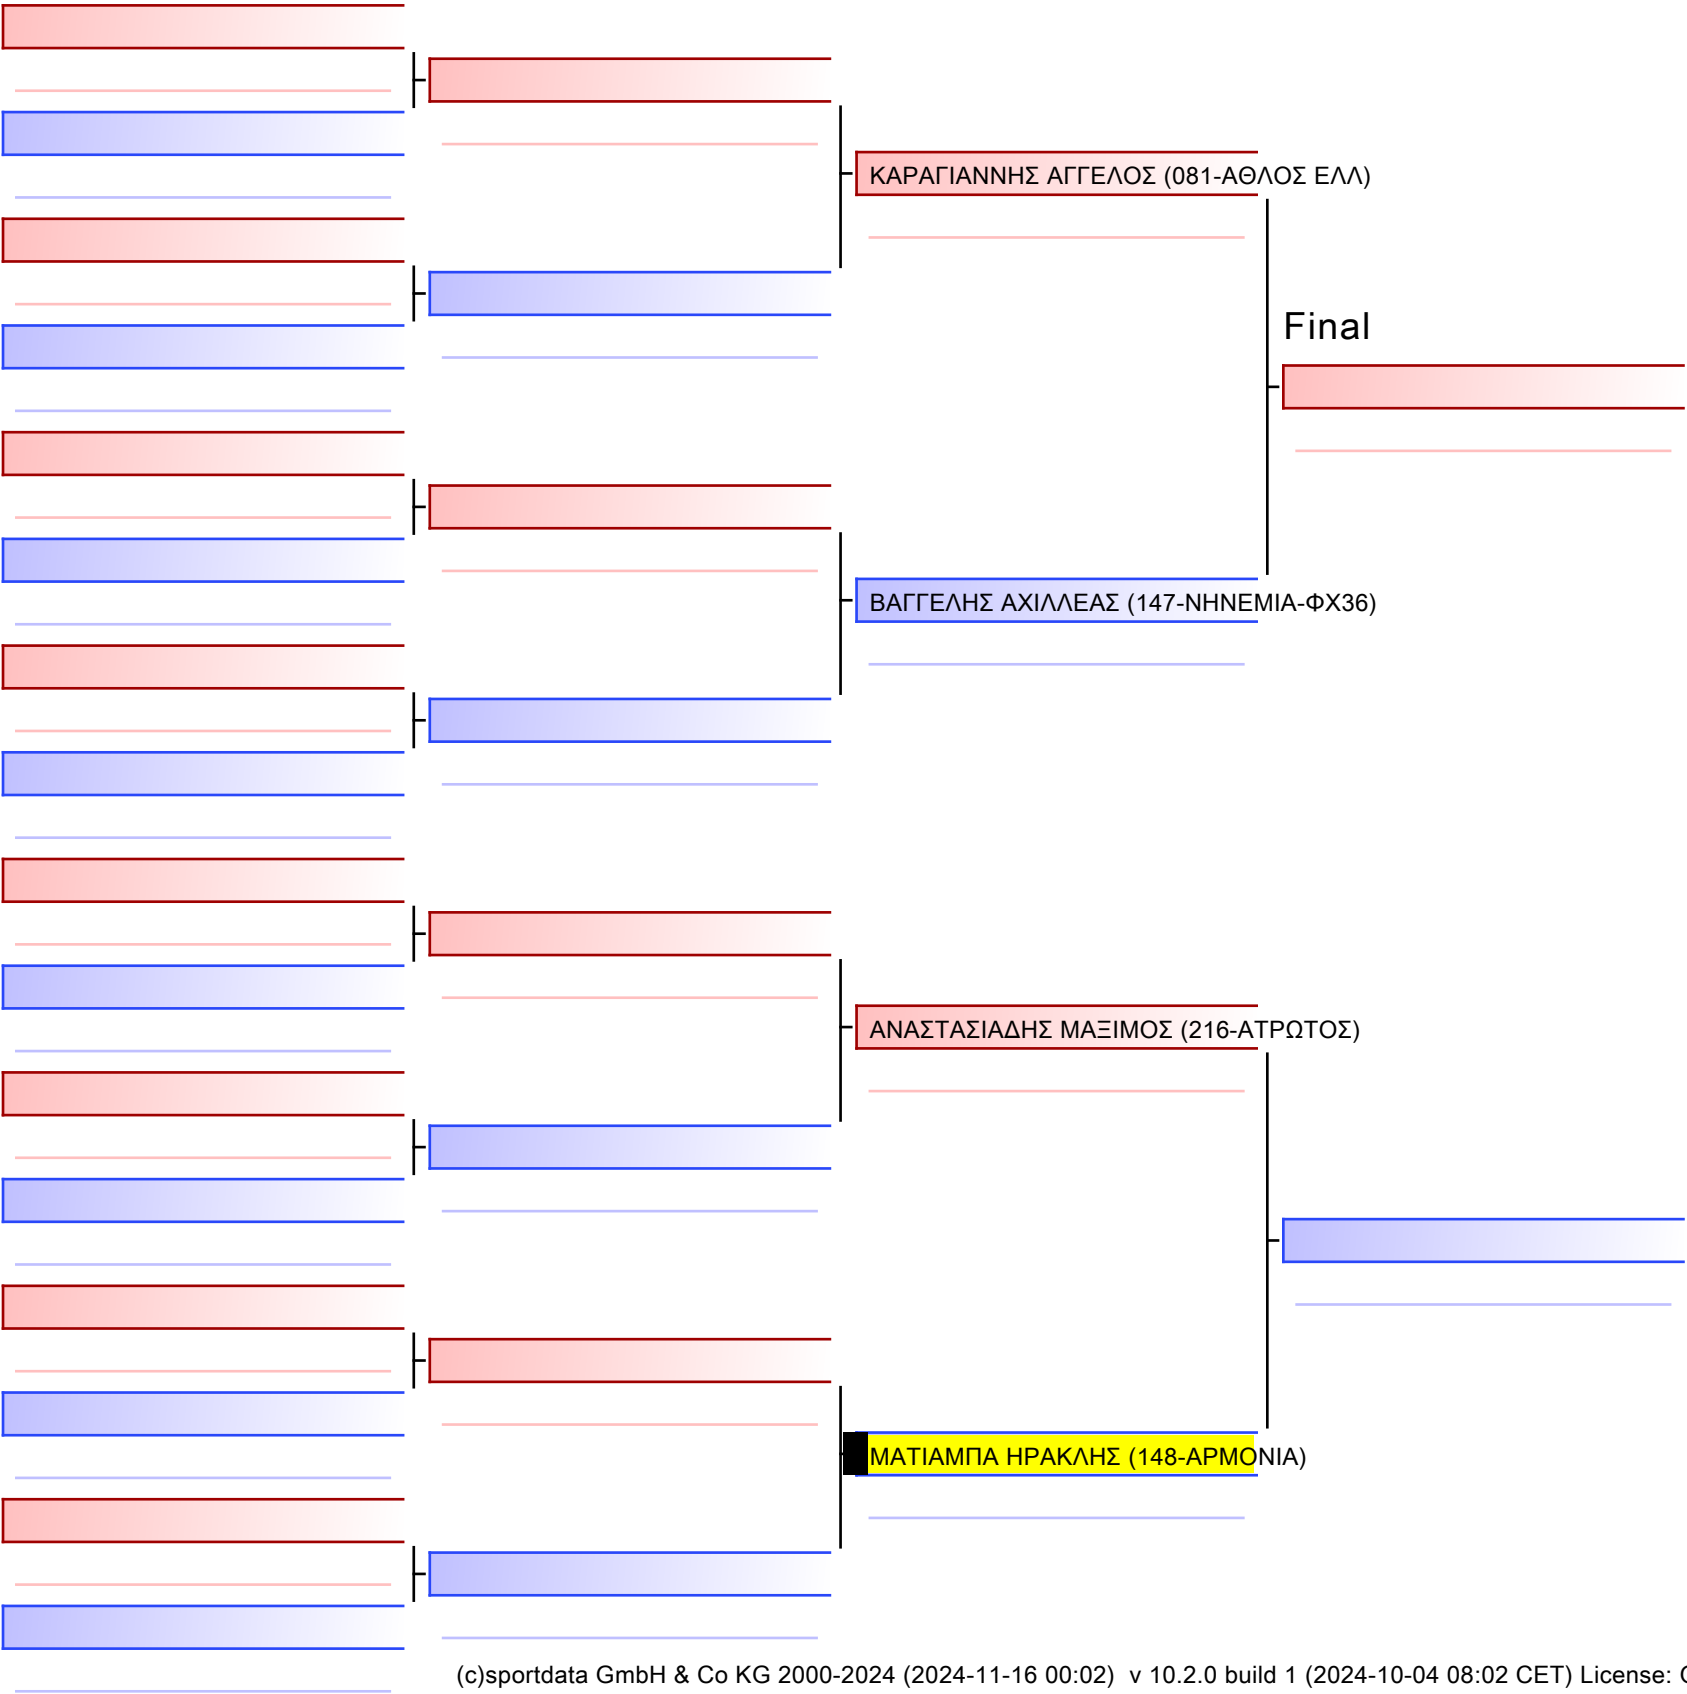 ΚΑΡΑΓΙΑΝΝΗΣ ΑΓΓΕΛΟΣ (081-ΑΘΛΟΣ ΕΛΛ)
Final
ΒΑΓΓΕΛΗΣ ΑΧΙΛΛΕΑΣ (147-ΝΗΝΕΜΙΑ-ΦΧ36)
ΑΝΑΣΤΑΣΙΑΔΗΣ ΜΑΞΙΜΟΣ (216-ΑΤΡΩΤΟΣ)
ΜΑΤΙΑΜΠΑ ΗΡΑΚΛΗΣ (148-ΑΡΜΟΝΙΑ)
(c)sportdata GmbH & Co KG 2000-2024 (2024-11-16 00:02) v 10.2.0 build 1 (2024-10-04 08:02 CET) License: